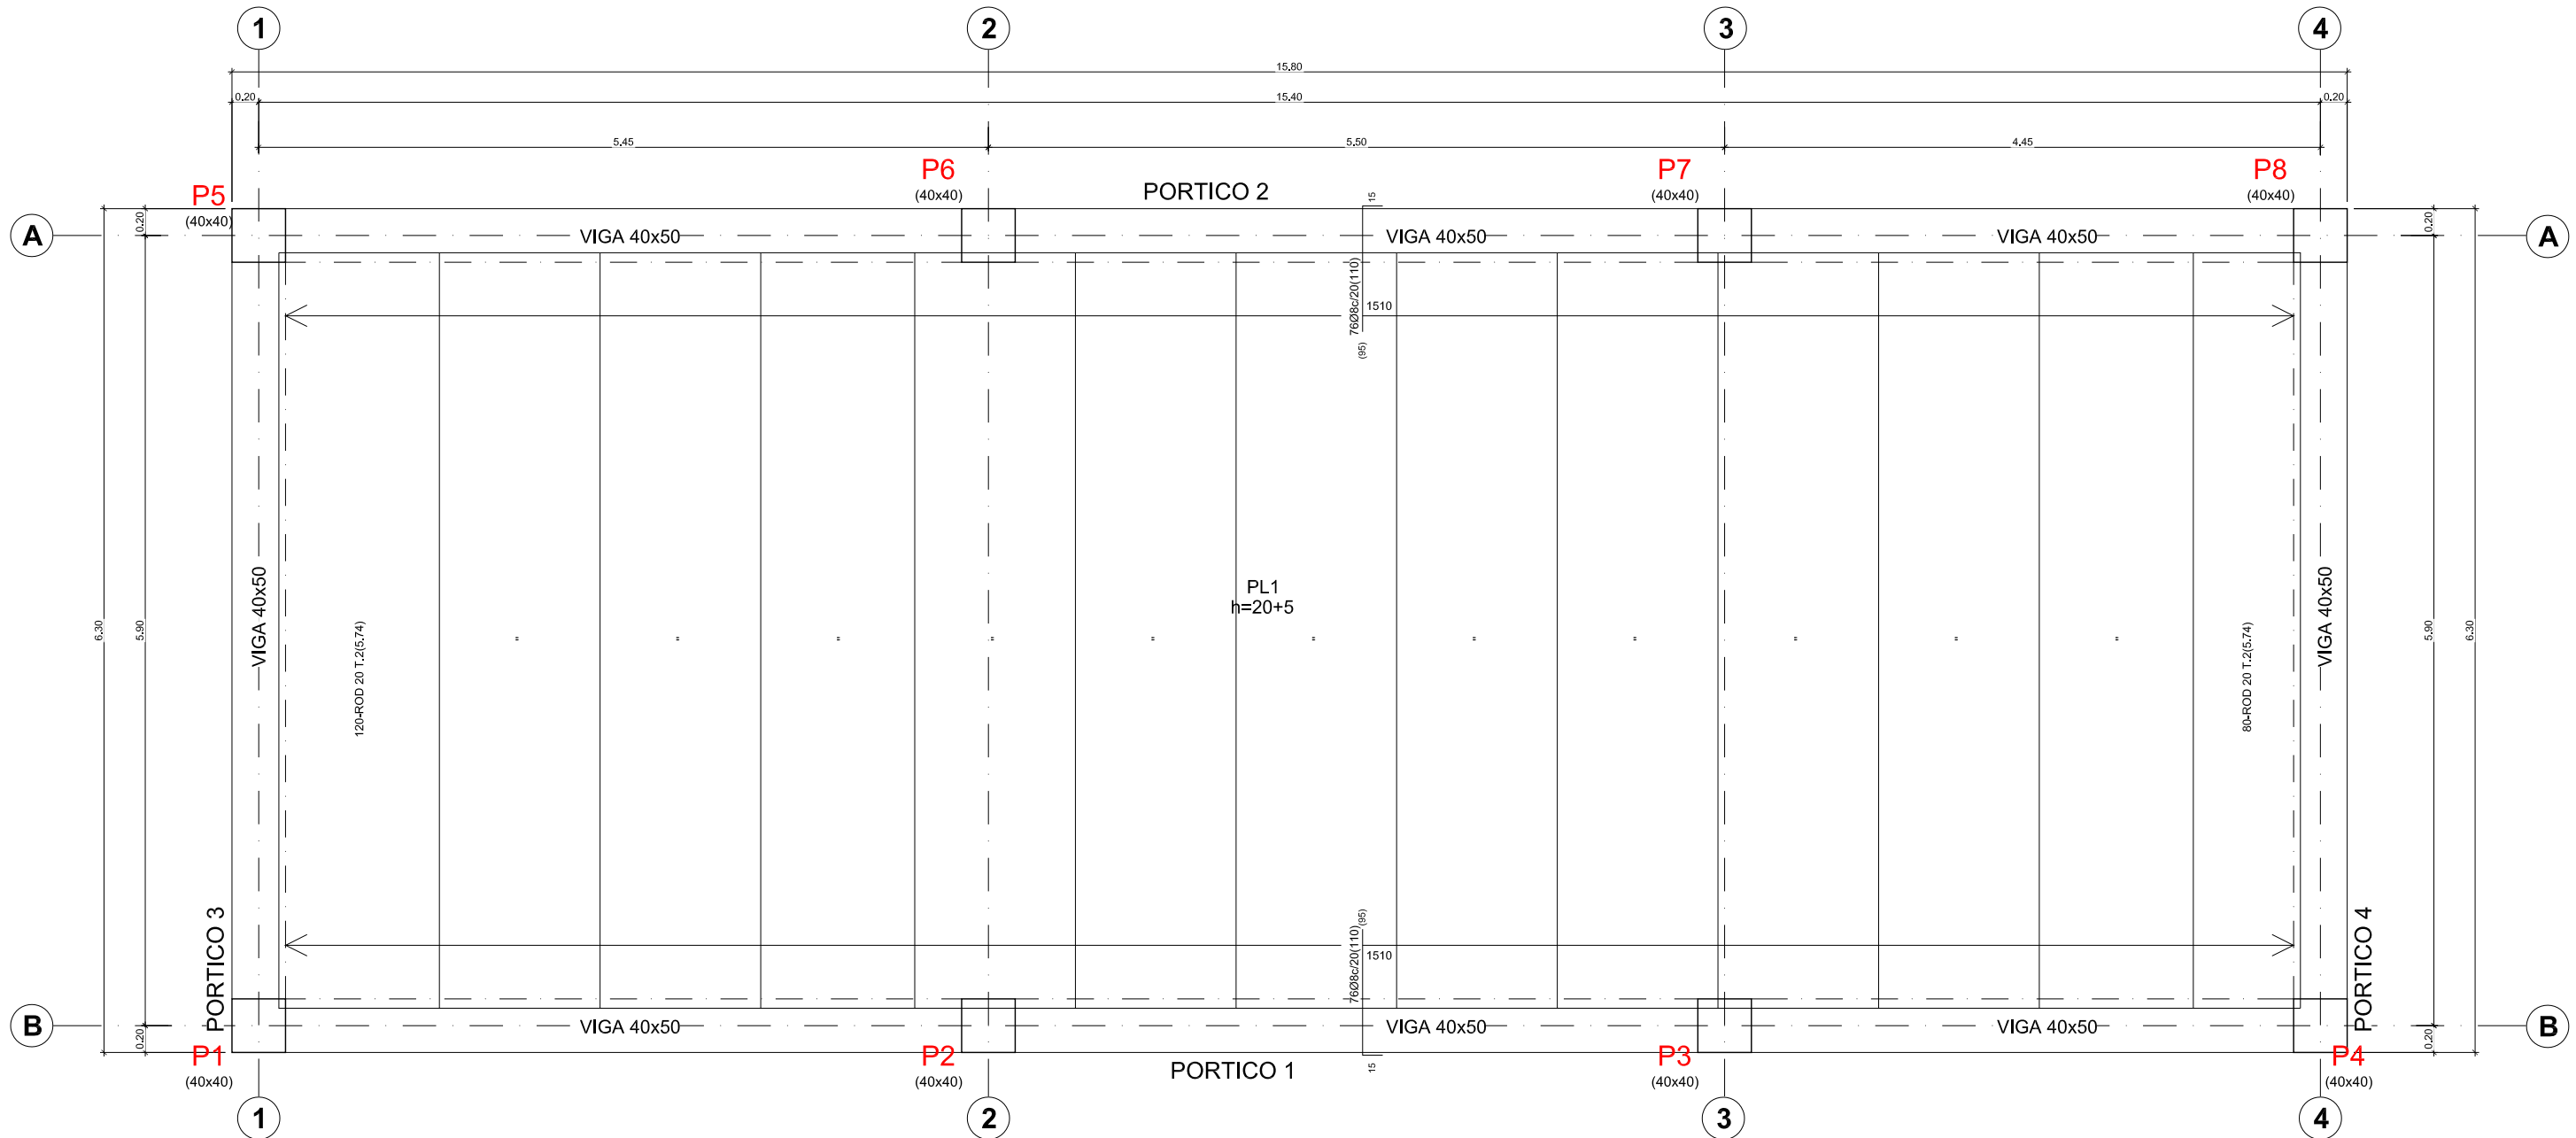 1 2 3 4
15.80
0.20 15.40 0.20
5.45 5.50 4.45
P5 P6 P7 P8
(40x40) (40x40) (40x40) (40x40)
PORTICO 2
15
A A
0.20 0.20
VIGA 40x50 VIGA 40x50 VIGA 40x50
76Ø8c/20(110)
1510
(95)
6.30 5.90 5.90 6.30
VIGA 40x50 VIGA 40x50
PL1
h=20+5
120-ROD 20 T.2(5.74) " " " " " " " " " " " 80-ROD 20 T.2(5.74)
PORTICO 3 PORTICO 4
(95)
76Ø8c/20(110)
1510
B B
0.20 0.20
VIGA 40x50 VIGA 40x50 VIGA 40x50
P1 P2 P3 P4
(40x40) (40x40) (40x40) (40x40)
PORTICO 1
15
1 2 3 4